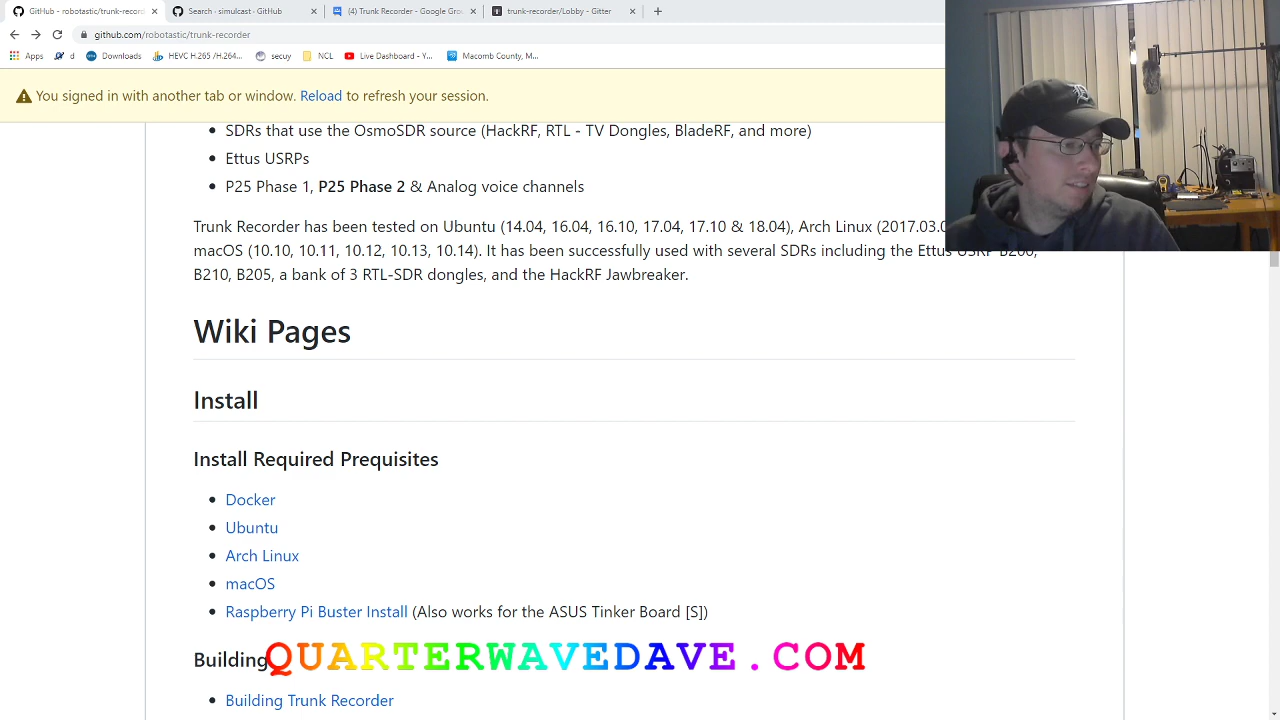 GitHub - robotastic/trunk-record
Search · simulcast · GitHub
(4) Trunk Recorder - Google Grou
trunk-recorder/Lobby - Gitter
github.com/robotastic/trunk-recorder
Apps
d
Downloads
HEVC H.265 /H.264...
secuy
NCL
Live Dashboard - Y...
Macomb County, M...
You signed in with another tab or window. Reload to refresh your session.
SDRs that use the OsmoSDR source (HackRF, RTL - TV Dongles, BladeRF, and more)
Ettus USRPs
P25 Phase 1, P25 Phase 2 & Analog voice channels
Trunk Recorder has been tested on Ubuntu (14.04, 16.04, 16.10, 17.04, 17.10 & 18.04), Arch Linux (2017.03.0
macOS (10.10, 10.11, 10.12, 10.13, 10.14). It has been successfully used with several SDRs including the Ettus USRP B200,
B210, B205, a bank of 3 RTL-SDR dongles, and the HackRF Jawbreaker.
Wiki Pages
Install
Install Required Prequisites
Docker
Ubuntu
Arch Linux
macOS
Raspberry Pi Buster Install (Also works for the ASUS Tinker Board [S])
Building
QUARTERWAVEDAVE.COM
Building Trunk Recorder